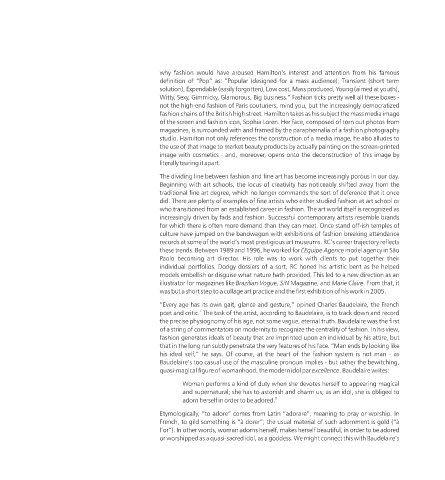 why fashion would have aroused Hamilton's interest and attention from his famous
definition of "Pop" as: "Popular (designed for a mass audience), Transient (short term
solution), Expendable (easily forgotten), Low cost, Mass produced, Young (aimed at youth),
Witty, Sexy, Gimmicky, Glamorous, Big business." Fashion ticks pretty well all these boxes -
not the high-end fashion of Paris couturiers, mind you, but the increasingly democratized
fashion chains of the British high street. Hamilton takes as his subject the mass media image
of the screen and fashion icon, Sophia Loren. Her face, composed of torn out photos from
magazines, is surrounded with and framed by the paraphernalia of a fashion photography
studio. Hamilton not only references the construction of a media image, he also alludes to
the use of that image to market beauty products by actually painting on the screen-printed
image with cosmetics - and, moreover, opens onto the deconstruction of this image by
literally tearing it apart.
The dividing line between fashion and fine art has become increasingly porous in our day.
Beginning with art schools, the locus of creativity has noticeably shifted away from the
traditional fine art degree, which no longer commands the sort of deference that it once
did. There are plenty of examples of fine artists who either studied fashion at art school or
who transitioned from an established career in fashion. The art world itself is recognized as
increasingly driven by fads and fashion. Successful contemporary artists resemble brands
for which there is often more demand than they can meet. Once stand off-ish temples of
culture have jumped on the bandwagon with exhibitions of fashion breaking attendance
records at some of the world's most prestigious art museums. RC's career trajectory reflects
these trends. Between 1989 and 1996, he worked for L'Equipe Agence model agency in São
Paolo becoming art director. His role was to work with clients to put together their
individual portfolios. Dodgy dossiers of a sort, RC honed his artistic bent as he helped
models embellish or disguise what nature hath provided. This led to a new direction as an
illustrator for magazines like Brazilian Vogue, S/N Magazine, and Marie Claire. From that, it
was but a short step to a collage art practice and the first exhibition of his work in 2005.
"Every age has its own gait, glance and gesture," opined Charles Baudelaire, the French
poet and critic. The task of the artist, according to Baudelaire, is to track down and record
the precise physiognomy of his age, not some vague, eternal truth. Baudelaire was the first
of a string of commentators on modernity to recognize the centrality of fashion. In his view,
fashion generates ideals of beauty that are imprinted upon an individual by his attire, but
that in the long run subtly penetrate the very features of his face. "Man ends by looking like
his ideal self," he says. Of course, at the heart of the fashion system is not man - as
Baudelaire's too casual use of the masculine pronoun implies - but rather the bewitching,
quasi-magical figure of womanhood, the modern idol par excellence. Baudelaire writes:
Woman performs a kind of duty when she devotes herself to appearing magical
and supernatural; she has to astonish and charm us; as an idol, she is obliged to
adorn herself in order to be adored.
Etymologically, "to adore" comes from Latin "adorare", meaning to pray or worship. In
French, to gild something is "à dorer"; the usual material of such adornment is gold ("à
l'or"). In other words, woman adorns herself, makes herself beautiful, in order to be adored
or worshipped as a quasi-sacred idol, as a goddess. We might connect this with Baudelaire's